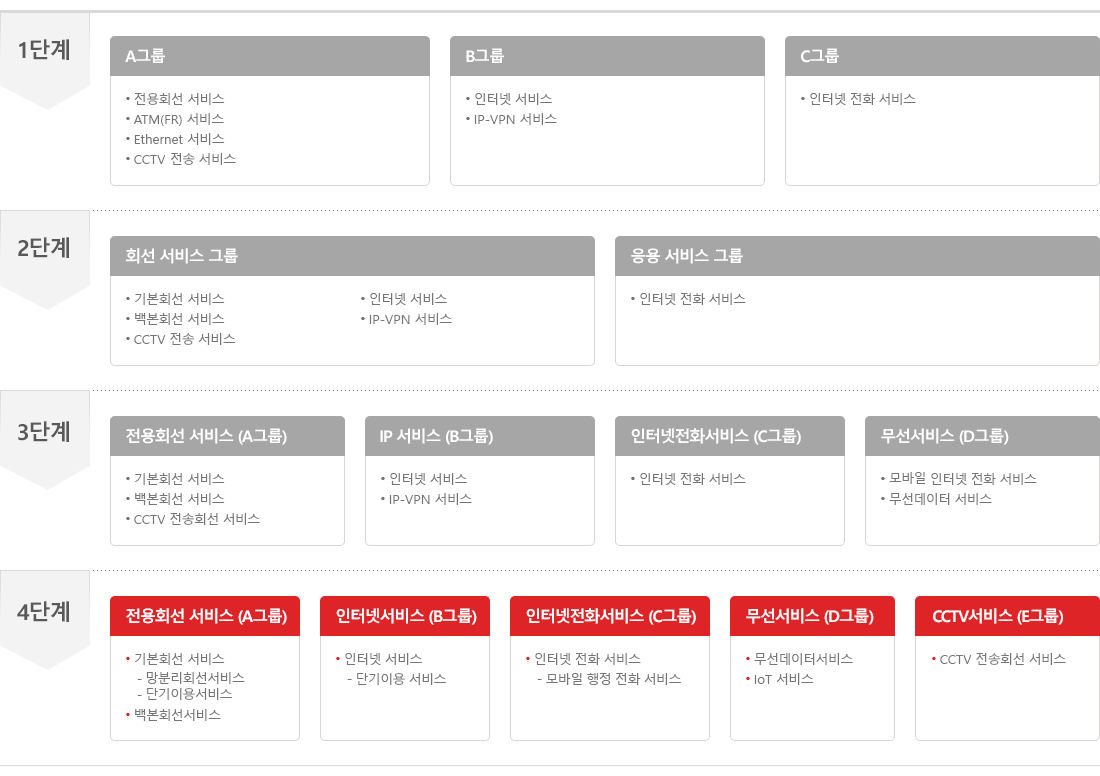 1단계
A그룹
• 전용회선 서비스
• ATM(FR) 서비스
• Ethernet 서비스
• CCTV 전송 서비스
B그룹
• 인터넷 서비스
• IP-VPN 서비스
C그룹
• 인터넷 전화 서비스
2단계
회선 서비스 그룹
• 기본회선 서비스
• 백본회선 서비스
• CCTV 전송 서비스
• 인터넷 서비스
• IP-VPN 서비스
응용 서비스 그룹
• 인터넷 전화 서비스
3단계
전용회선 서비스 (A그룹)
• 기본회선 서비스
• 백본회선 서비스
• CCTV 전송회선 서비스
IP 서비스 (B그룹)
• 인터넷 서비스
• IP-VPN 서비스
인터넷전화서비스 (C그룹)
• 인터넷 전화 서비스
무선서비스 (D그룹)
• 모바일 인터넷 전화 서비스
• 무선데이터 서비스
4단계
전용회선 서비스 (A그룹)
• 기본회선 서비스
- 망분리회선서비스
- 단기이용서비스
• 백본회선서비스
인터넷서비스 (B그룹)
• 인터넷 서비스
- 단기이용 서비스
인터넷전화서비스 (C그룹)
• 인터넷 전화 서비스
- 모바일 행정 전화 서비스
무선서비스 (D그룹)
• 무선데이터서비스
• IoT 서비스
CCTV서비스 (E그룹)
• CCTV 전송회선 서비스